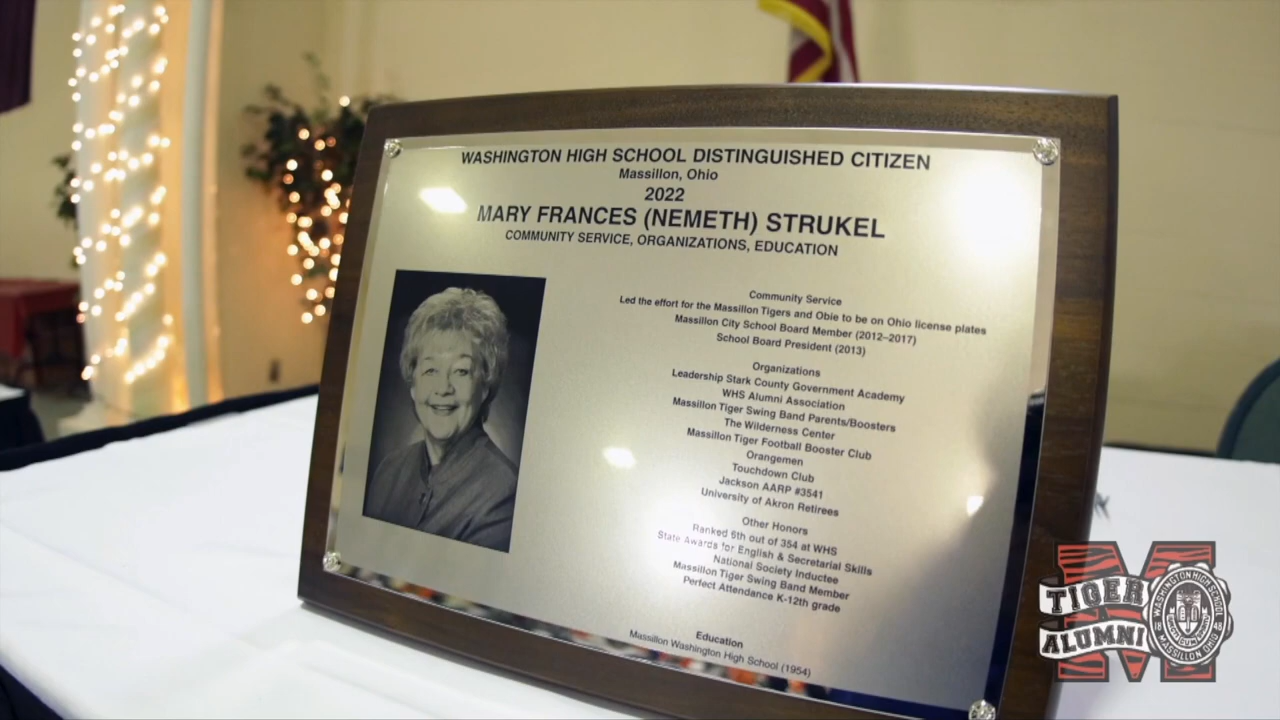 WASHINGTON HIGH SCHOOL DISTINGUISHED CITIZEN
Massillon, Ohio
2022
MARY FRANCES (NEMETH) STRUKEL
COMMUNITY SERVICE, ORGANIZATIONS, EDUCATION
Community Service
Led the effort for the Massillon Tigers and Obie to be on Ohio license plates
Massillon City School Board Member (2012–2017)
School Board President (2013)
Organizations
Leadership Stark County Government Academy
WHS Alumni Association
Massillon Tiger Swing Band Parents/Boosters
The Wilderness Center
Massillon Tiger Football Booster Club
Orangemen
Touchdown Club
Jackson AARP #3541
University of Akron Retirees
Other Honors
Ranked 6th out of 354 at WHS
State Awards for English & Secretarial Skills
National Society Inductee
Massillon Tiger Swing Band Member
Perfect Attendance K-12th grade
Education
Massillon Washington High School (1954)
TIGER
ALUMNI
WASHINGTON HIGH SCHOOL
MASSILLON OHIO